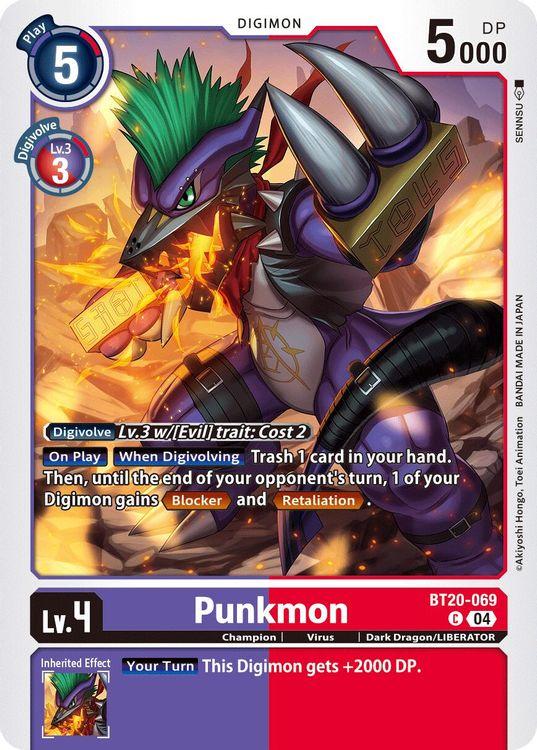 DIGIMON
Play
5
DP
5000
Digivolve
Lv.3
3
SENNSU
Digivolve Lv.3 w/[Evil] trait: Cost 2
On Play When Digivolving Trash 1 card in your hand.
Then, until the end of your opponent's turn, 1 of your
Digimon gains Blocker and Retaliation .
©Akiyoshi Hongo, Toei Animation BANDAI MADE IN JAPAN
Lv.4
Punkmon
BT20-069
C 04
Champion | Virus | Dark Dragon/LIBERATOR
Inherited Effect
Your Turn This Digimon gets +2000 DP.